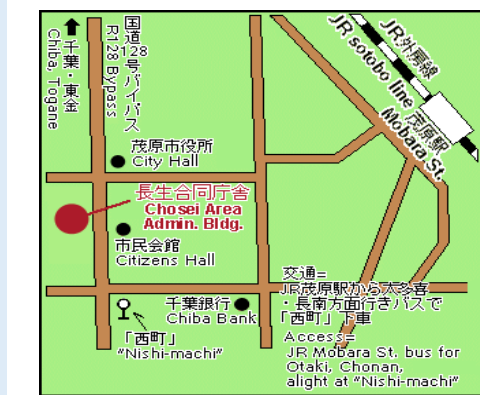 千葉・東金
Chiba, Togane
国道128号バイパス
R128 Bypass
JR外房線
JR sotobo line
茂原駅
Mobara St.
茂原市役所
City Hall
長生合同庁舎
Chosei Area
Admin. Bldg.
市民会館
Citizens Hall
千葉銀行
Chiba Bank
「西町」
"Nishi-machi"
交通=
JR茂原駅から大多喜
・長南方面行きバスで
「西町」下車
Access=
JR Mobara St. bus for
Otaki, Chonan,
alight at "Nishi-machi"